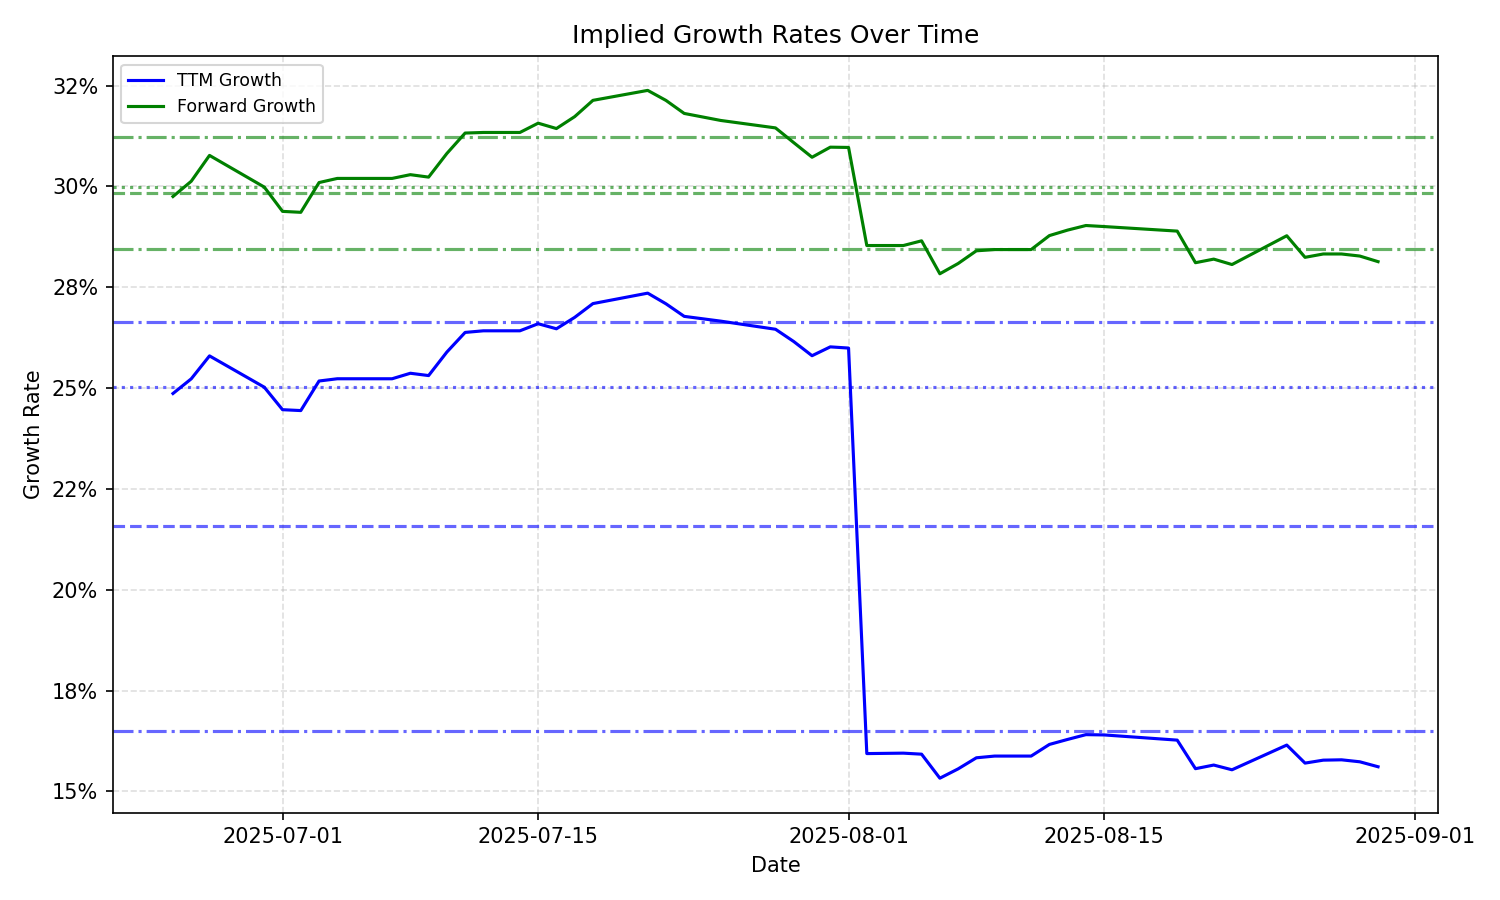 Implied Growth Rates Over Time
TTM Growth
Forward Growth
Growth Rate
32%
30%
28%
25%
22%
20%
18%
15%
2025-07-01
2025-07-15
2025-08-01
2025-08-15
2025-09-01
Date